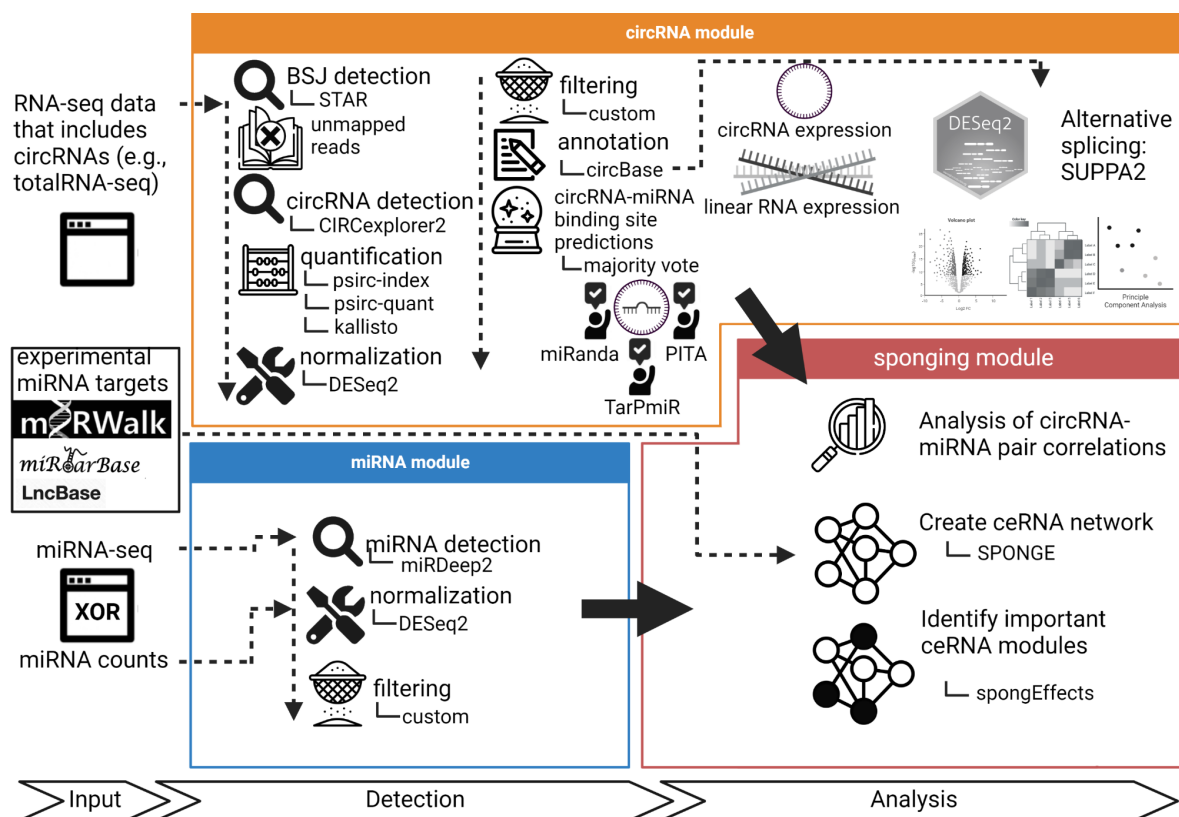 circRNA module
RNA-seq data
that includes
circRNAs (e.g.,
totalRNA-seq)
BSJ detection
STAR
unmapped
reads
circRNA detection
CIRCexplorer2
quantification
psirc-index
psirc-quant
kallisto
normalization
DESeq2
filtering
custom
annotation
circBase
circRNA-miRNA
binding site
predictions
majority vote
miRanda
PITA
TarPmiR
circRNA expression
linear RNA expression
DESeq2
Alternative
splicing:
SUPPA2
Volcano plot
Log2 FC
Color key
Principle
Component Analysis
experimental
miRNA targets
miRWalk
miRTarBase
LncBase
miRNA-seq
XOR
miRNA counts
miRNA module
miRNA detection
miRDeep2
normalization
DESeq2
filtering
custom
sponging module
Analysis of circRNA-
miRNA pair correlations
Create ceRNA network
SPONGE
Identify important
ceRNA modules
spongEffects
Input
Detection
Analysis